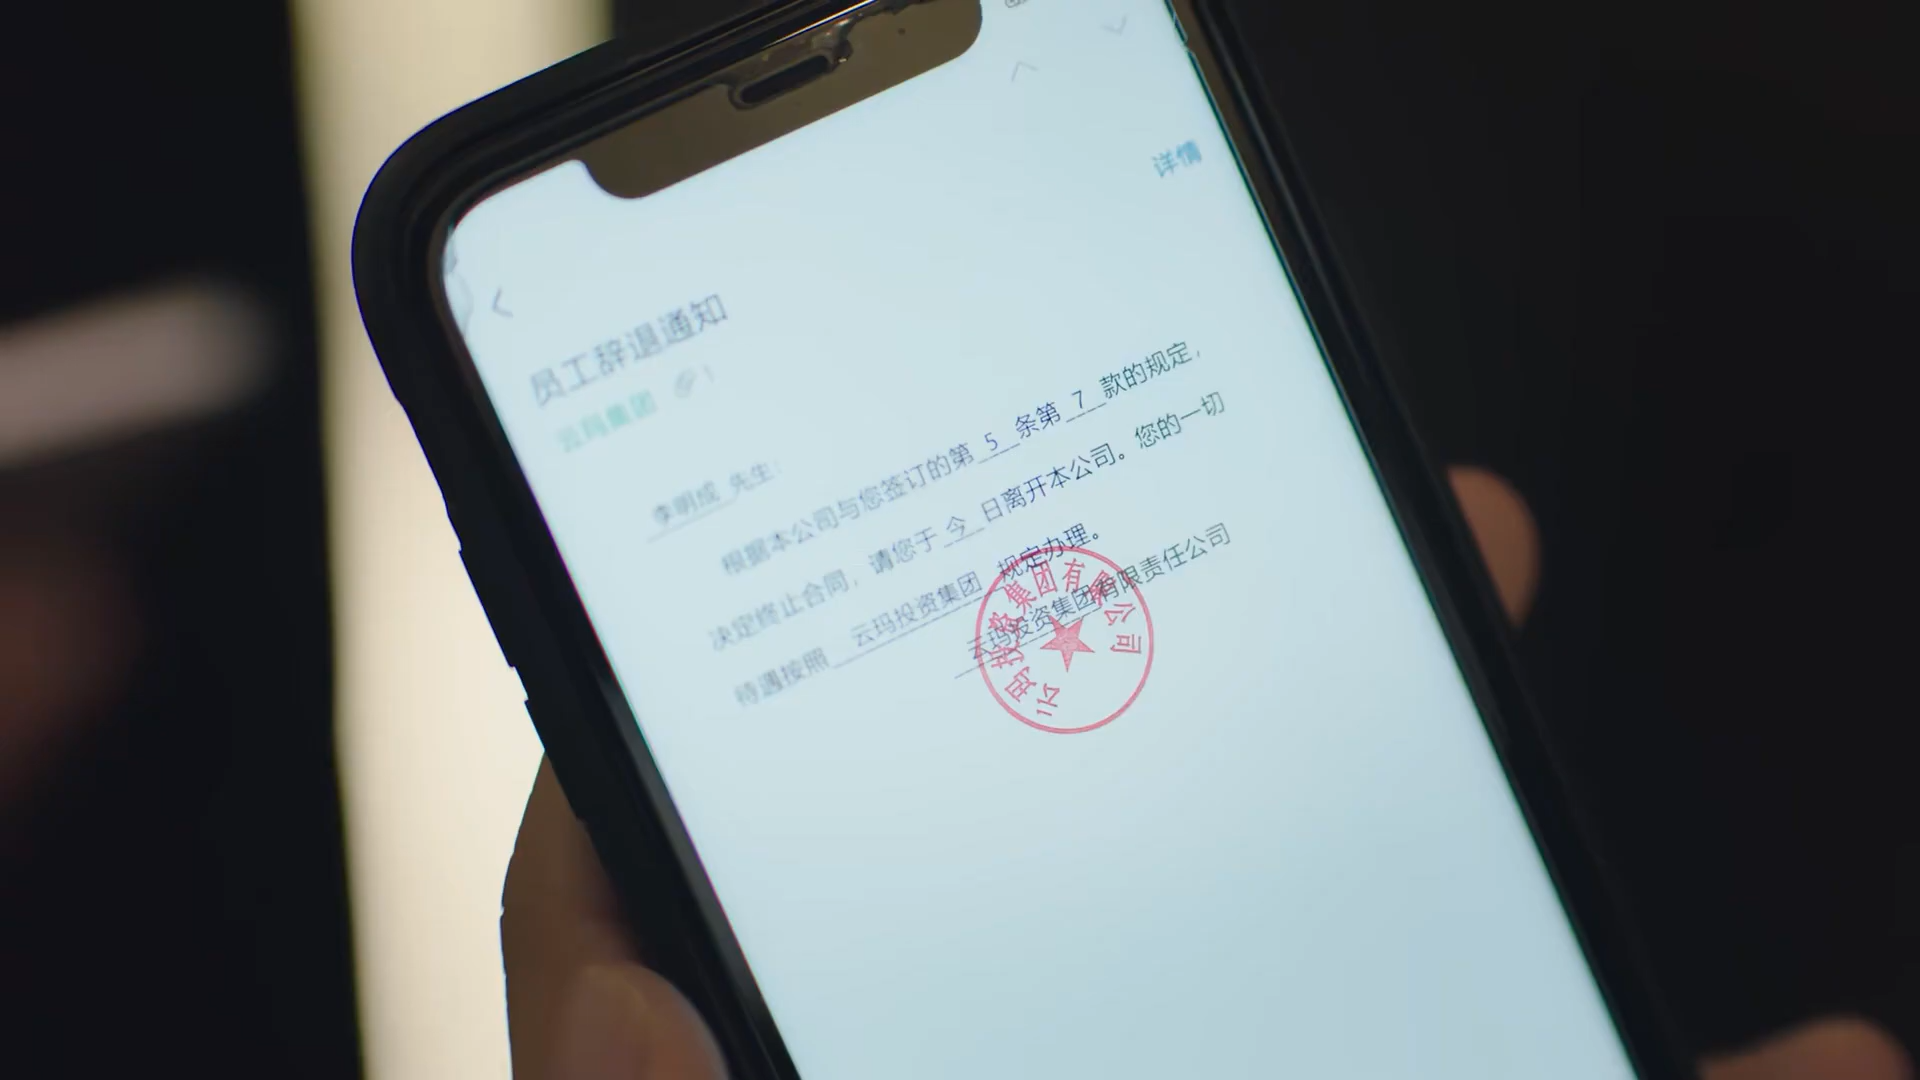 详情
员工辞退通知
云玛集团 1
李明成 先生：
根据本公司与您签订的第 5 条第 7 款的规定，
决定终止合同，请您于 今 日离开本公司。您的一切
待遇按照 云玛投资集团 规定办理。
云玛投资集团有限责任公司
云玛投资集团有限公司